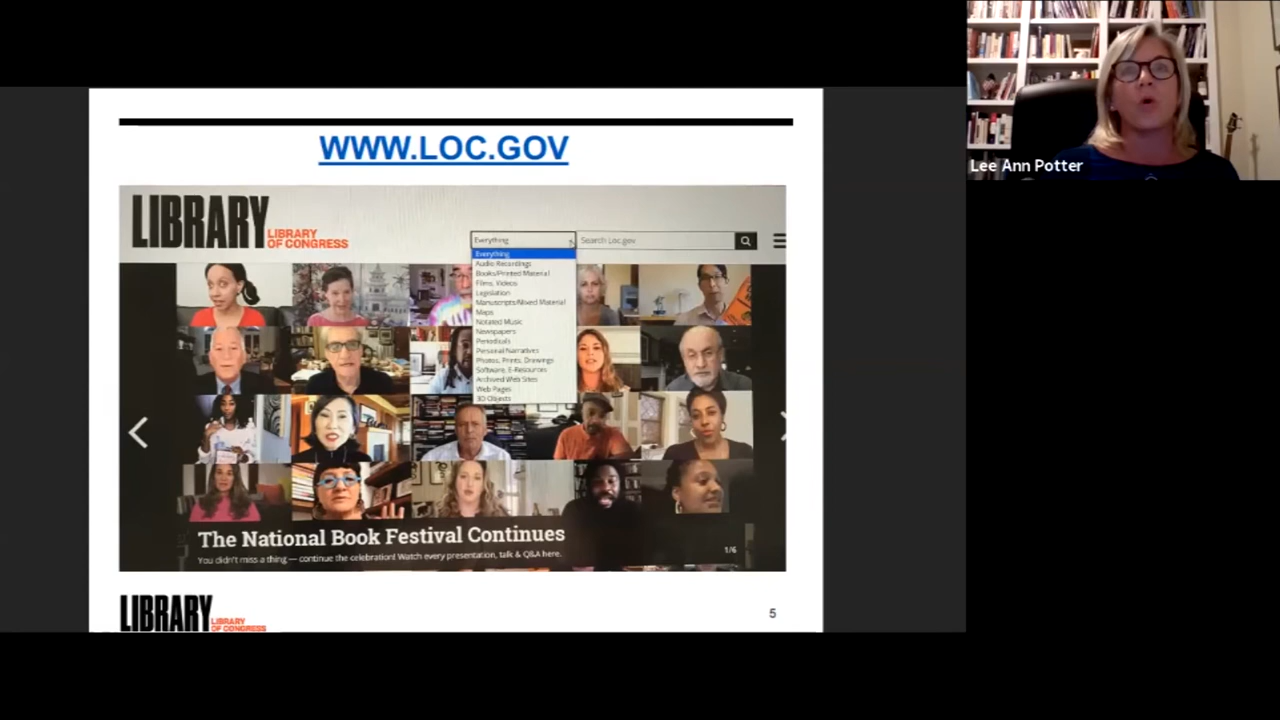 WWW.LOC.GOV
LIBRARY
LIBRARY
OF CONGRESS
Everything
Search Loc.gov
Everything
Audio Recordings
Books/Printed Material
Films, Videos
Legislation
Manuscripts/Mixed Material
Maps
Notated Music
Newspapers
Periodicals
Personal Narratives
Photos, Prints, Drawings
Software, E-Resources
Archived Web Sites
Web Pages
3D Objects
The National Book Festival Continues
You didn't miss a thing — continue the celebration! Watch every presentation, talk & Q&A here.
1/6
LIBRARY
LIBRARY
OF CONGRESS
5
Lee Ann Potter